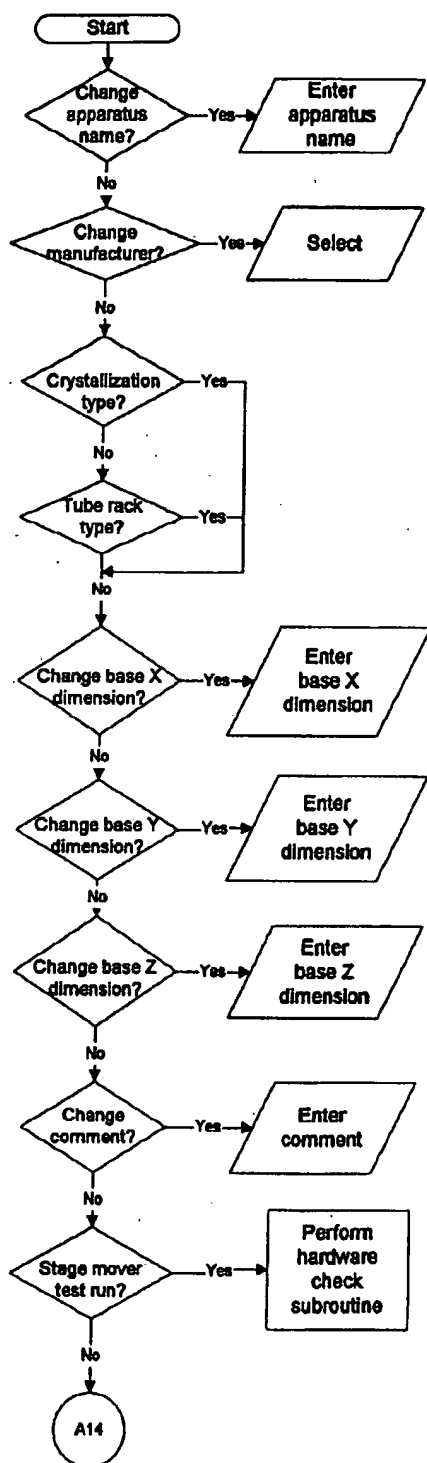 Start
Change
apparatus
name?
Yes
Enter
apparatus
name
No
Change
manufacturer?
Yes
Select
No
Crystallization
type?
Yes
No
Tube rack
type?
Yes
No
Change base X
dimension?
Yes
Enter
base X
dimension
No
Change base Y
dimension?
Yes
Enter
base Y
dimension
No
Change base Z
dimension?
Yes
Enter
base Z
dimension
No
Change
comment?
Yes
Enter
comment
No
Stage mover
test run?
Yes
Perform
hardware
check
subroutine
No
A14